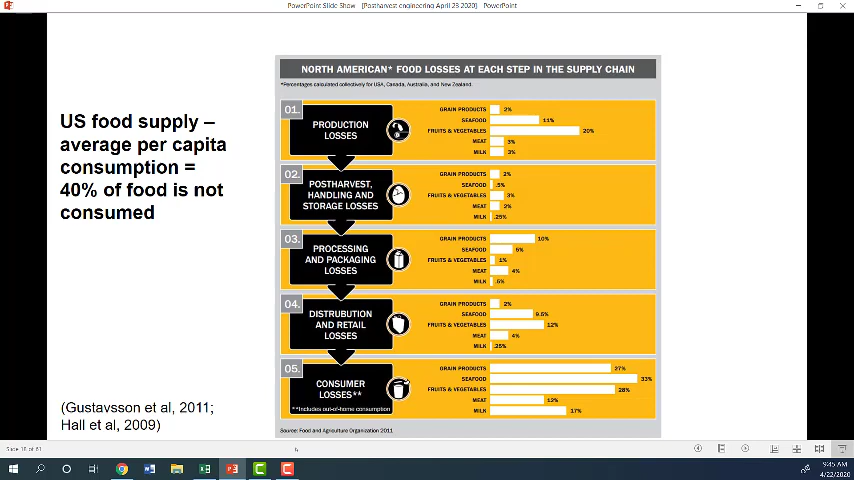 PowerPoint Slide Show - [Postharvest engineering April 23 2020] - PowerPoint
US food supply –
average per capita
consumption =
40% of food is not
consumed
(Gustavsson et al, 2011;
Hall et al, 2009)
NORTH AMERICAN* FOOD LOSSES AT EACH STEP IN THE SUPPLY CHAIN
*Percentages calculated collectively for USA, Canada, Australia, and New Zealand.
01.
PRODUCTION
LOSSES
GRAIN PRODUCTS 2%
SEAFOOD 11%
FRUITS & VEGETABLES 20%
MEAT 3%
MILK 3%
02.
POSTHARVEST,
HANDLING AND
STORAGE LOSSES
GRAIN PRODUCTS 2%
SEAFOOD .5%
FRUITS & VEGETABLES 3%
MEAT 2%
MILK .25%
03.
PROCESSING
AND PACKAGING
LOSSES
GRAIN PRODUCTS 10%
SEAFOOD 5%
FRUITS & VEGETABLES 1%
MEAT 4%
MILK .5%
04.
DISTRUBUTION
AND RETAIL
LOSSES
GRAIN PRODUCTS 2%
SEAFOOD 9.5%
FRUITS & VEGETABLES 12%
MEAT 4%
MILK .25%
05.
CONSUMER
LOSSES**
**Includes out-of-home consumption
GRAIN PRODUCTS 27%
SEAFOOD 33%
FRUITS & VEGETABLES 28%
MEAT 12%
MILK 17%
Source: Food and Agriculture Organization 2011
Slide 18 of 61
9:45 AM
4/22/2020